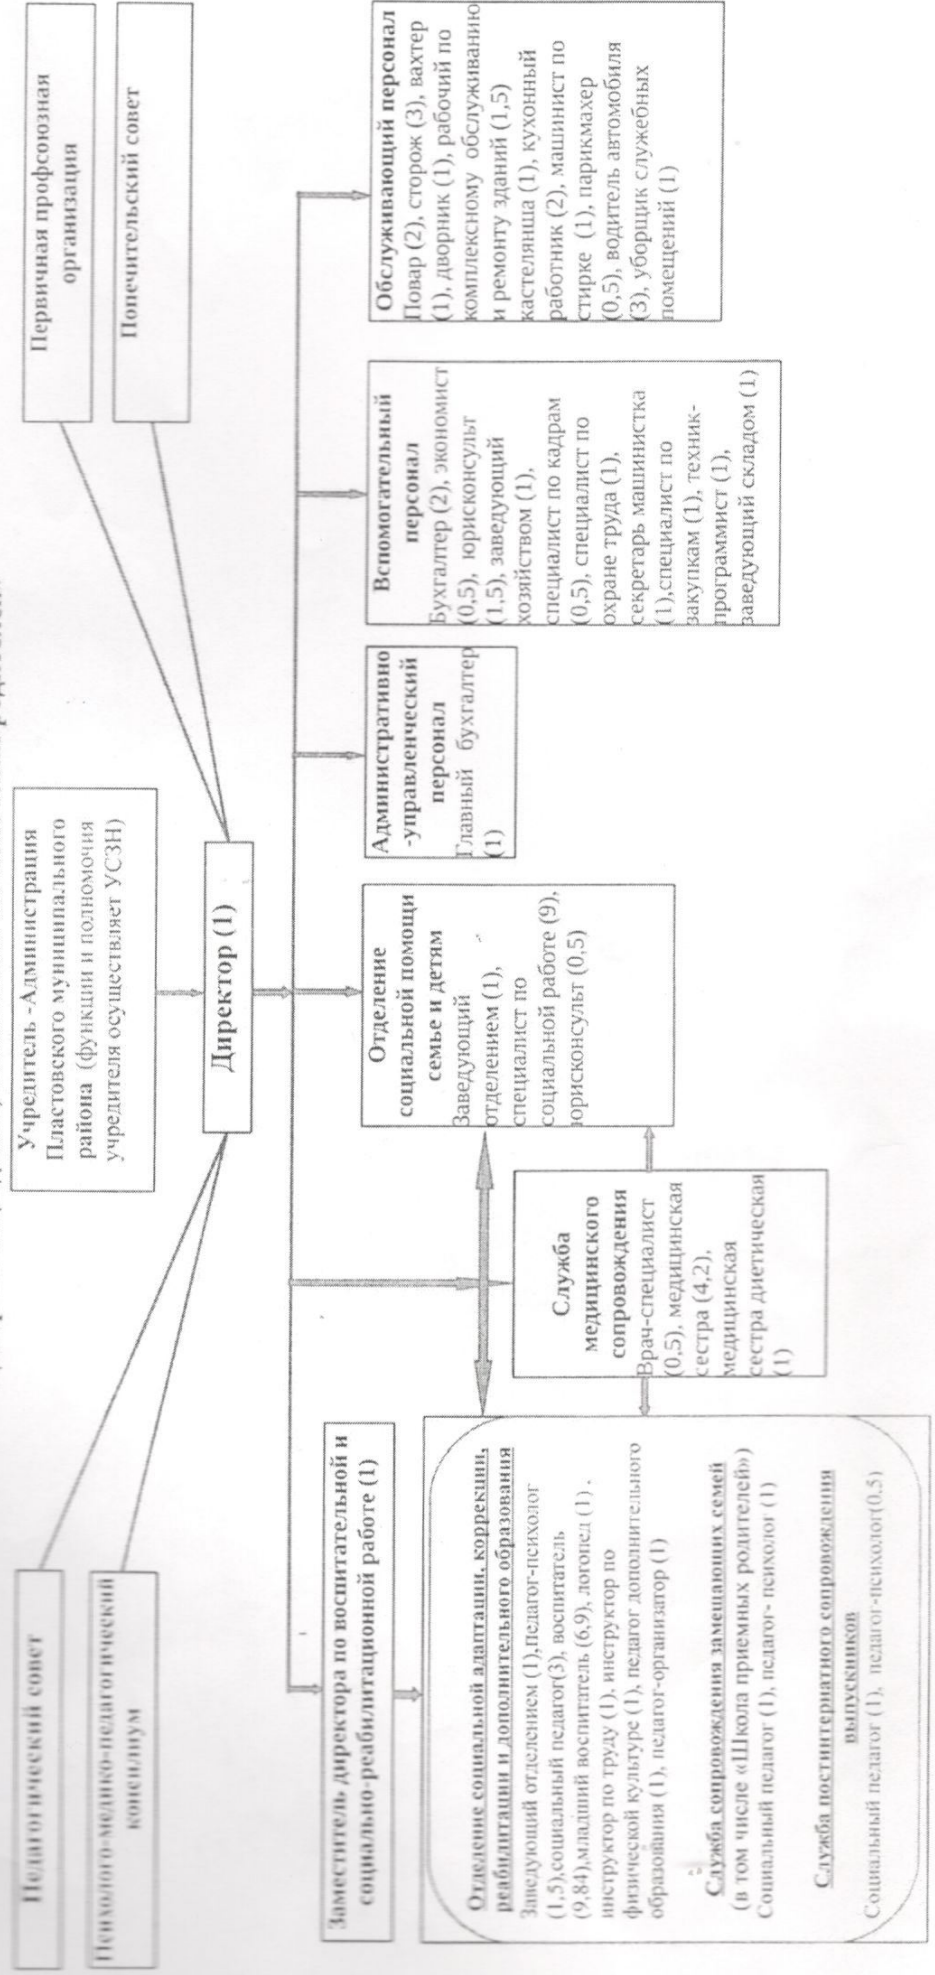 Педагогический совет
Психолого-медико-педагогический
консилиум
Учредитель -Администрация
Пластовского муниципального
района (функции и полномочия
учредителя осуществляет УСЗН)
Первичная профсоюзная
организация
Попечительский совет
Директор (1)
Заместитель директора по воспитательной и
социально-реабилитационной работе (1)
Отделение социальной адаптации, коррекции,
реабилитации и дополнительного образования
Заведующий отделением (1),Педагог-психолог
(1,5),социальный педагог(3), воспитатель
(9,84),младший воспитатель (6,9), логопед (1),
инструктор по труду (1), инструктор по
физической культуре (1), педагог дополнительного
образования (1), педагог-организатор (1)
Служба сопровождения замещающих семей
(в том числе «Школа приемных родителей»)
Социальный педагог (1), педагог- психолог (1)
Служба постинтернатного сопровождения
выпускников
Социальный педагог (1), педагог-психолог(0.5)
Служба
медицинского
сопровождения
Врач-специалист
(0,5), медицинская
сестра (4,2),
медицинская
сестра диетическая
(1)
Отделение
социальной помощи
семье и детям
Заведующий
отделением (1),
специалист по
социальной работе (9),
юрисконсульт (0,5)
Административно
-управленческий
персонал
Главный бухгалтер
(1)
Вспомогательный
персонал
Бухгалтер (2), экономист
(0,5), юрисконсульт
(1,5), заведующий
хозяйством (1),
специалист по кадрам
(0,5), специалист по
охране труда (1),
секретарь машинистка
(1),специалист по
закупкам (1), техник-
программист (1),
заведующий складом (1)
Обслуживающий персонал
Повар (2), сторож (3), вахтер
(1), дворник (1), рабочий по
комплексному обслуживанию
и ремонту зданий (1,5)
кастелянша (1), кухонный
работник (2), машинист по
стирке (1), парикмахер
(0,5), водитель автомобиля
(3), уборщик служебных
помещений (1)